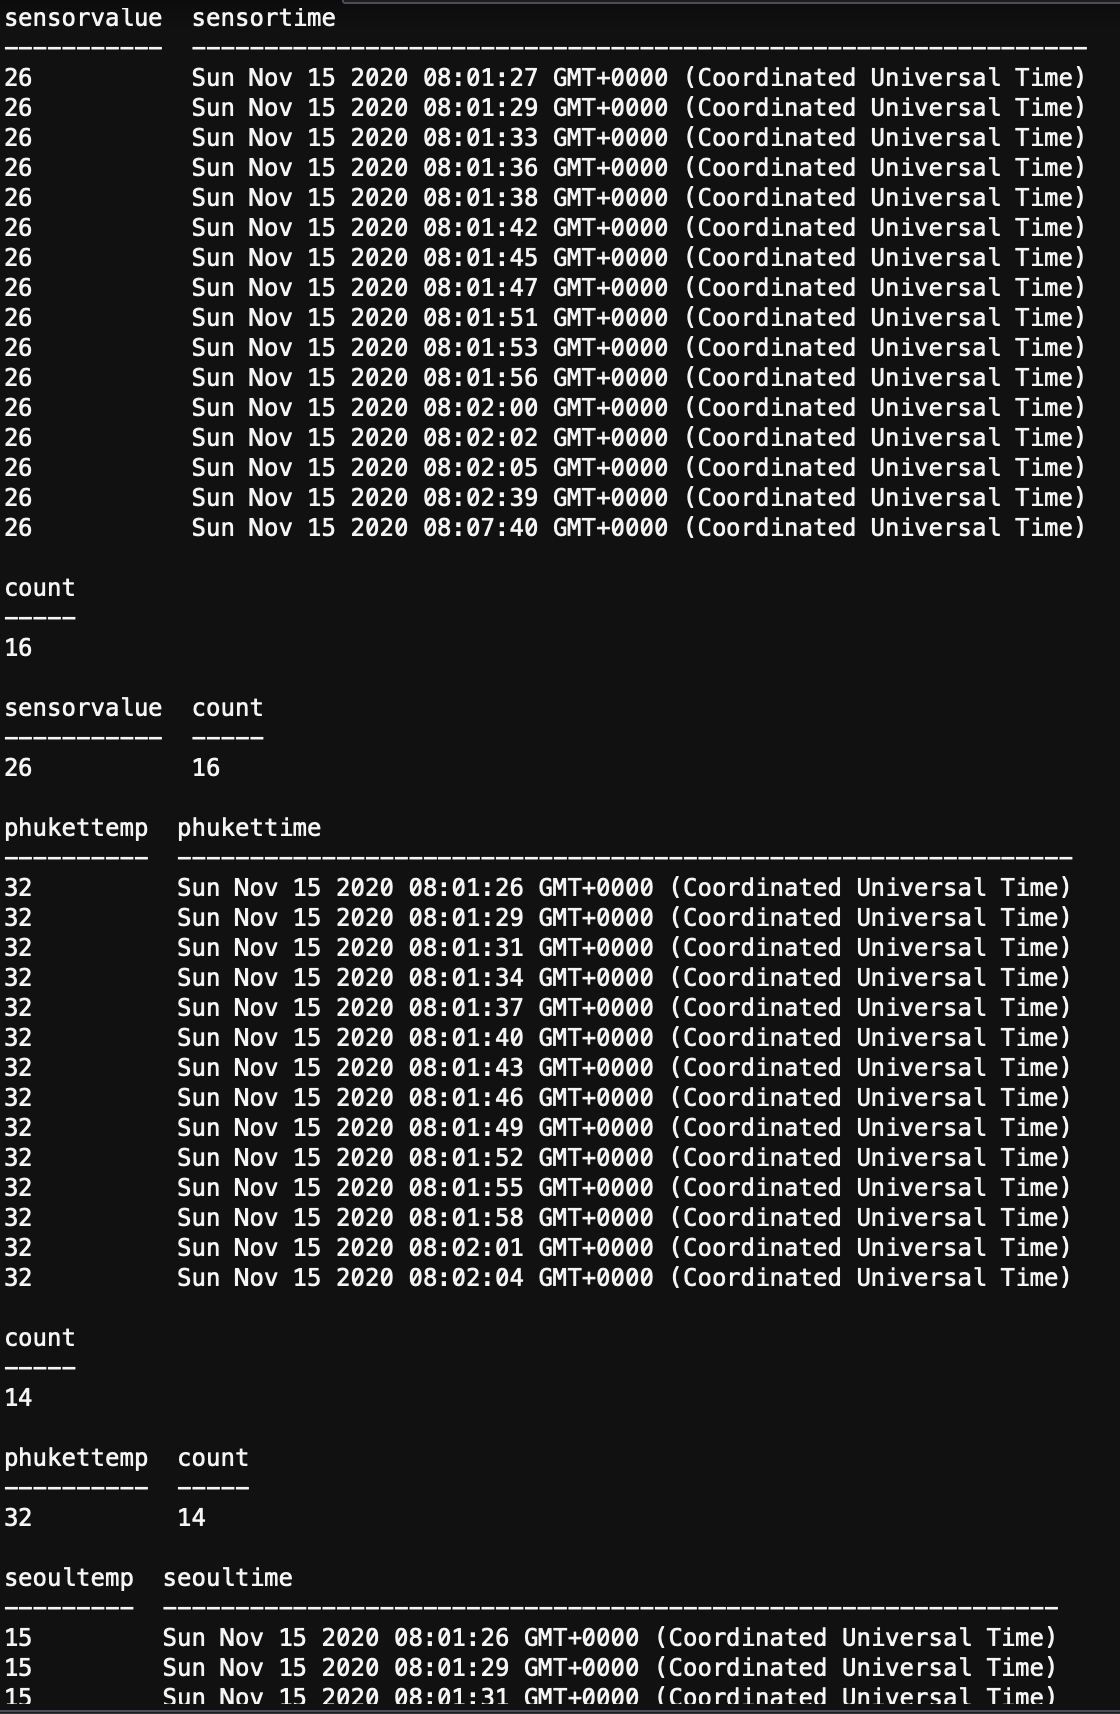 sensorvalue  sensortime
-----------  --------------------------------------------------------------
26           Sun Nov 15 2020 08:01:27 GMT+0000 (Coordinated Universal Time)
26           Sun Nov 15 2020 08:01:29 GMT+0000 (Coordinated Universal Time)
26           Sun Nov 15 2020 08:01:33 GMT+0000 (Coordinated Universal Time)
26           Sun Nov 15 2020 08:01:36 GMT+0000 (Coordinated Universal Time)
26           Sun Nov 15 2020 08:01:38 GMT+0000 (Coordinated Universal Time)
26           Sun Nov 15 2020 08:01:42 GMT+0000 (Coordinated Universal Time)
26           Sun Nov 15 2020 08:01:45 GMT+0000 (Coordinated Universal Time)
26           Sun Nov 15 2020 08:01:47 GMT+0000 (Coordinated Universal Time)
26           Sun Nov 15 2020 08:01:51 GMT+0000 (Coordinated Universal Time)
26           Sun Nov 15 2020 08:01:53 GMT+0000 (Coordinated Universal Time)
26           Sun Nov 15 2020 08:01:56 GMT+0000 (Coordinated Universal Time)
26           Sun Nov 15 2020 08:02:00 GMT+0000 (Coordinated Universal Time)
26           Sun Nov 15 2020 08:02:02 GMT+0000 (Coordinated Universal Time)
26           Sun Nov 15 2020 08:02:05 GMT+0000 (Coordinated Universal Time)
26           Sun Nov 15 2020 08:02:39 GMT+0000 (Coordinated Universal Time)
26           Sun Nov 15 2020 08:07:40 GMT+0000 (Coordinated Universal Time)

count
-----
16

sensorvalue  count
-----------  -----
26           16

phukettemp  phukettime
----------  --------------------------------------------------------------
32          Sun Nov 15 2020 08:01:26 GMT+0000 (Coordinated Universal Time)
32          Sun Nov 15 2020 08:01:29 GMT+0000 (Coordinated Universal Time)
32          Sun Nov 15 2020 08:01:31 GMT+0000 (Coordinated Universal Time)
32          Sun Nov 15 2020 08:01:34 GMT+0000 (Coordinated Universal Time)
32          Sun Nov 15 2020 08:01:37 GMT+0000 (Coordinated Universal Time)
32          Sun Nov 15 2020 08:01:40 GMT+0000 (Coordinated Universal Time)
32          Sun Nov 15 2020 08:01:43 GMT+0000 (Coordinated Universal Time)
32          Sun Nov 15 2020 08:01:46 GMT+0000 (Coordinated Universal Time)
32          Sun Nov 15 2020 08:01:49 GMT+0000 (Coordinated Universal Time)
32          Sun Nov 15 2020 08:01:52 GMT+0000 (Coordinated Universal Time)
32          Sun Nov 15 2020 08:01:55 GMT+0000 (Coordinated Universal Time)
32          Sun Nov 15 2020 08:01:58 GMT+0000 (Coordinated Universal Time)
32          Sun Nov 15 2020 08:02:01 GMT+0000 (Coordinated Universal Time)
32          Sun Nov 15 2020 08:02:04 GMT+0000 (Coordinated Universal Time)

count
-----
14

phukettemp  count
----------  -----
32          14

seoultemp  seoultime
---------  --------------------------------------------------------------
15         Sun Nov 15 2020 08:01:26 GMT+0000 (Coordinated Universal Time)
15         Sun Nov 15 2020 08:01:29 GMT+0000 (Coordinated Universal Time)
15         Sun Nov 15 2020 08:01:31 GMT+0000 (Coordinated Universal Time)